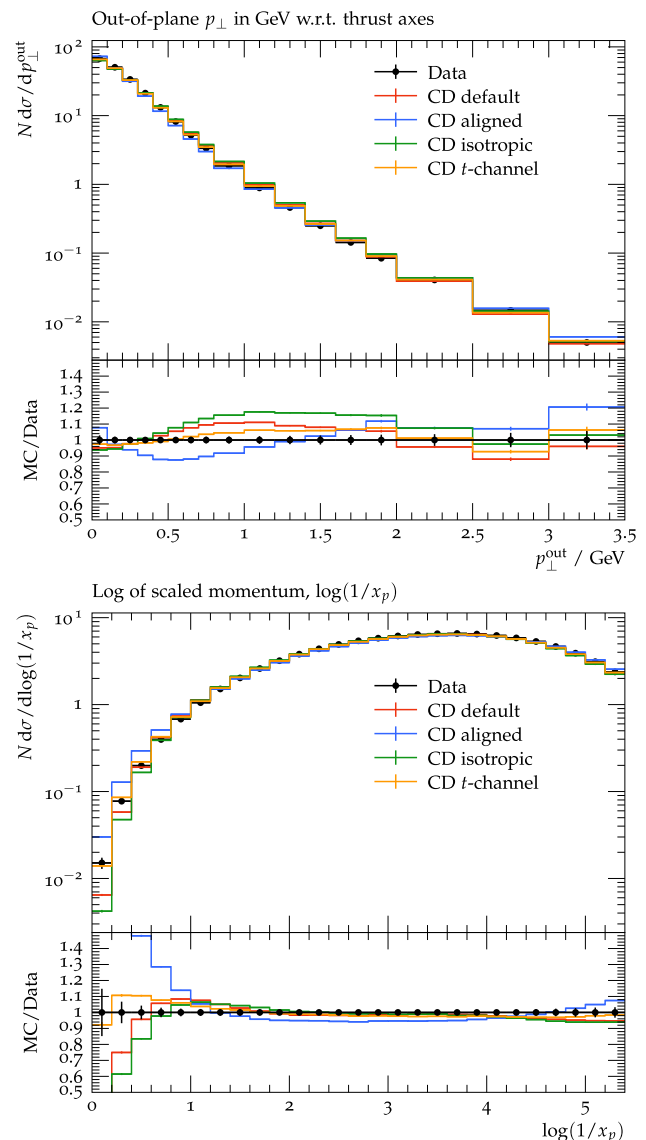 Out-of-plane p⊥ in GeV w.r.t. thrust axes
N dσ/dp⊥^out
10²
10¹
1
10⁻¹
10⁻²
Data
CD default
CD aligned
CD isotropic
CD t-channel
MC/Data
1.4
1.3
1.2
1.1
1
0.9
0.8
0.7
0.6
0.5
0 0.5 1 1.5 2 2.5 3 3.5
p⊥^out / GeV
Log of scaled momentum, log(1/xₚ)
N dσ/dlog(1/xₚ)
10¹
1
10⁻¹
10⁻²
Data
CD default
CD aligned
CD isotropic
CD t-channel
MC/Data
1.4
1.3
1.2
1.1
1
0.9
0.8
0.7
0.6
0.5
0 1 2 3 4 5
log(1/xₚ)